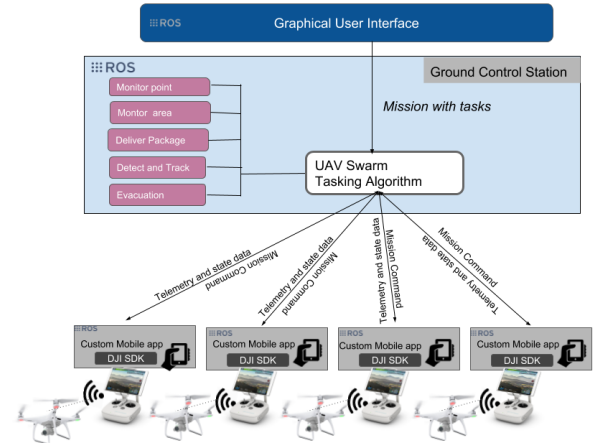 ROS
Graphical User Interface
ROS
Ground Control Station
Monitor point
Montor area
Deliver Package
Detect and Track
Evacuation
Mission with tasks
UAV Swarm
Tasking Algorithm
Telemetry and state data
Mission Command
Telemetry and state data
Mission Command
Telemetry and state data
Mission Command
Mission Command
Telemetry and state data
ROS
Custom Mobile app
DJI SDK
ROS
Custom Mobile app
DJI SDK
ROS
Custom Mobile app
DJI SDK
ROS
Custom Mobile app
DJI SDK